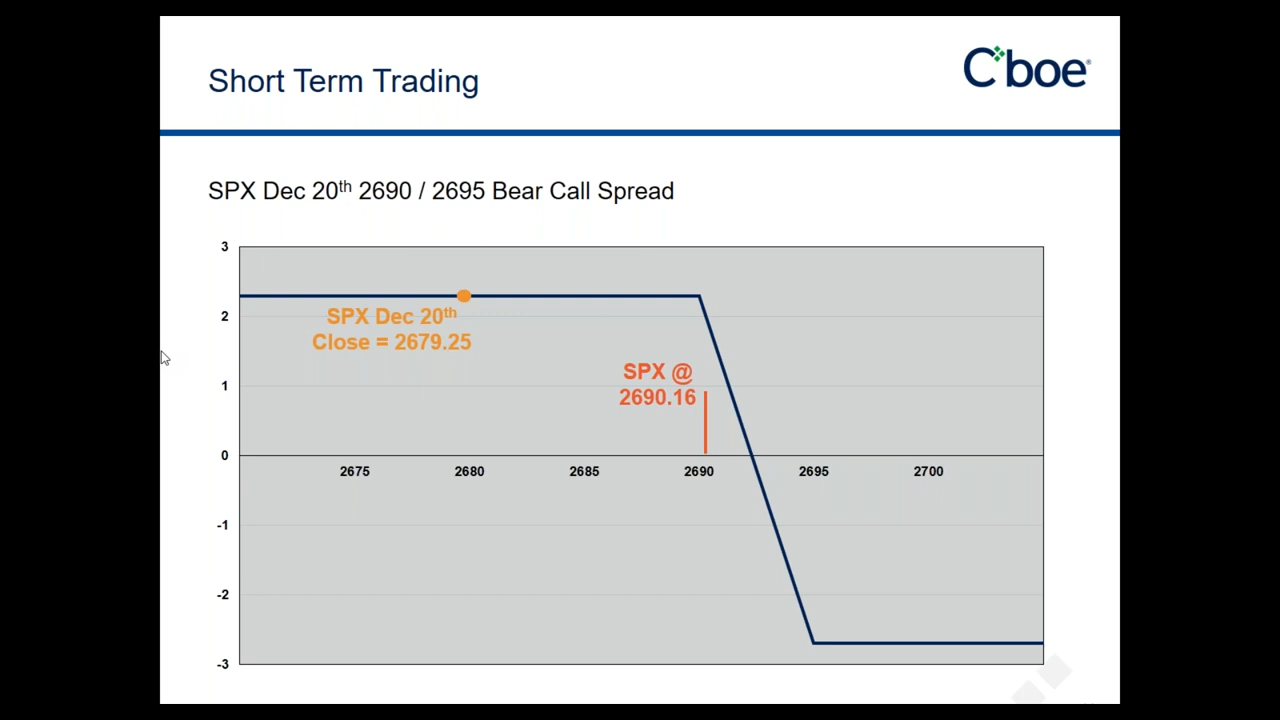 Short Term Trading
Cboe®
SPX Dec 20th 2690 / 2695 Bear Call Spread
3
2
1
0
-1
-2
-3
SPX Dec 20th
Close = 2679.25
SPX @
2690.16
2675 2680 2685 2690 2695 2700